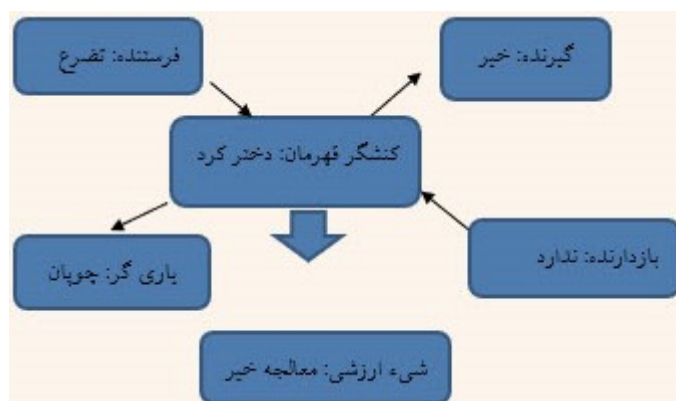 گیرنده: خیر
فرستنده: تضرع
کنشگر قهرمان: دختر کرد
بازدارنده: ندارد
یاری گر: چوپان
شیء ارزشی: معالجه خیر